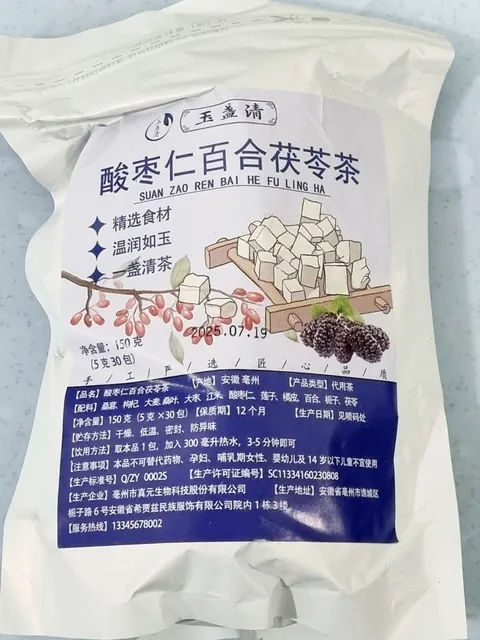 玉盏清
酸枣仁百合茯苓茶
SUAN ZAO REN BAI HE FU LING HA
精选食材
温润如玉
一盏清茶
2025.07.19
净含量：150克
(5克30包)
手/工/严/选/匠/心/品/质
【品名】酸枣仁百合茯苓茶 【产地】安徽 亳州 【产品类型】代用茶
【配料】桑葚、枸杞、大麦、桑叶、大枣、江米、酸枣仁、莲子、橘皮、百合、栀子、茯苓
【净含量】150克（5克×30包）【保质期】12个月 【生产日期】见喷码处
【贮存方法】干燥、低温、密封、防异味
【饮用方法】取本品1包，加入300毫升热水，3-5分钟即可
【注意事项】本品不可替代药物、孕妇、哺乳期女性、婴幼儿及14岁以下儿童不宜使用
【生产标准号】Q/ZY 0002S 【生产许可证编号】SC11334160230808
【生产企业】亳州市真元生物科技股份有限公司 【生产地址】安徽省亳州市谯城区
栀子路6号安徽省希贾兹民族服饰有限公司院内1栋3楼
【服务热线】13345678002